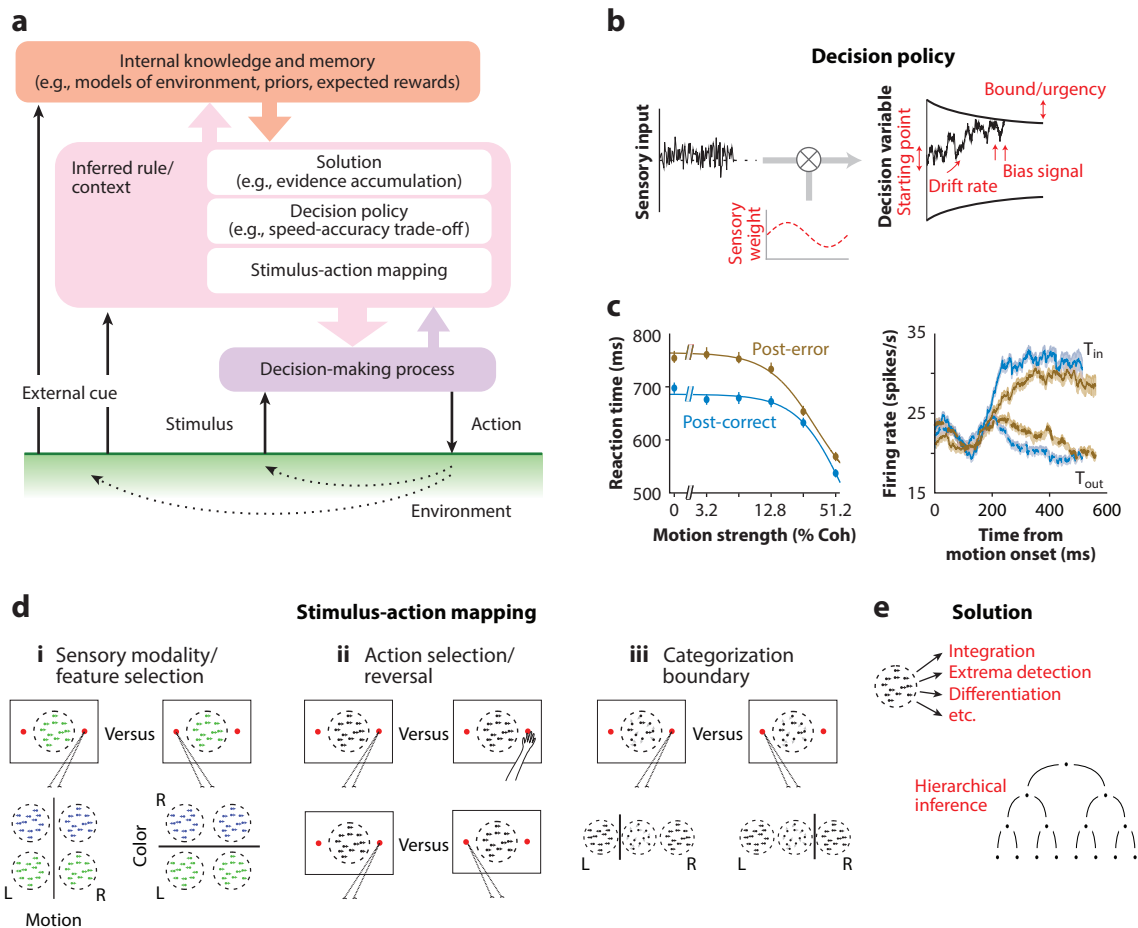 a
Internal knowledge and memory
(e.g., models of environment, priors, expected rewards)
Inferred rule/
context
Solution
(e.g., evidence accumulation)
Decision policy
(e.g., speed-accuracy trade-off)
Stimulus-action mapping
Decision-making process
External cue
Stimulus
Action
Environment
b
Decision policy
Sensory input
Sensory
weight
Decision variable
Starting point
Bound/urgency
Drift rate
Bias signal
c
Reaction time (ms)
800
700
600
500
Post-error
Post-correct
0
3.2
12.8
51.2
Motion strength (% Coh)
Firing rate (spikes/s)
35
25
15
Tin
Tout
0
200
400
600
Time from
motion onset (ms)
d
Stimulus-action mapping
i Sensory modality/
feature selection
Versus
R
Color
L
R
L
Motion
ii Action selection/
reversal
Versus
Versus
iii Categorization
boundary
Versus
L
R
L
R
e
Solution
Integration
Extrema detection
Differentiation
etc.
Hierarchical
inference